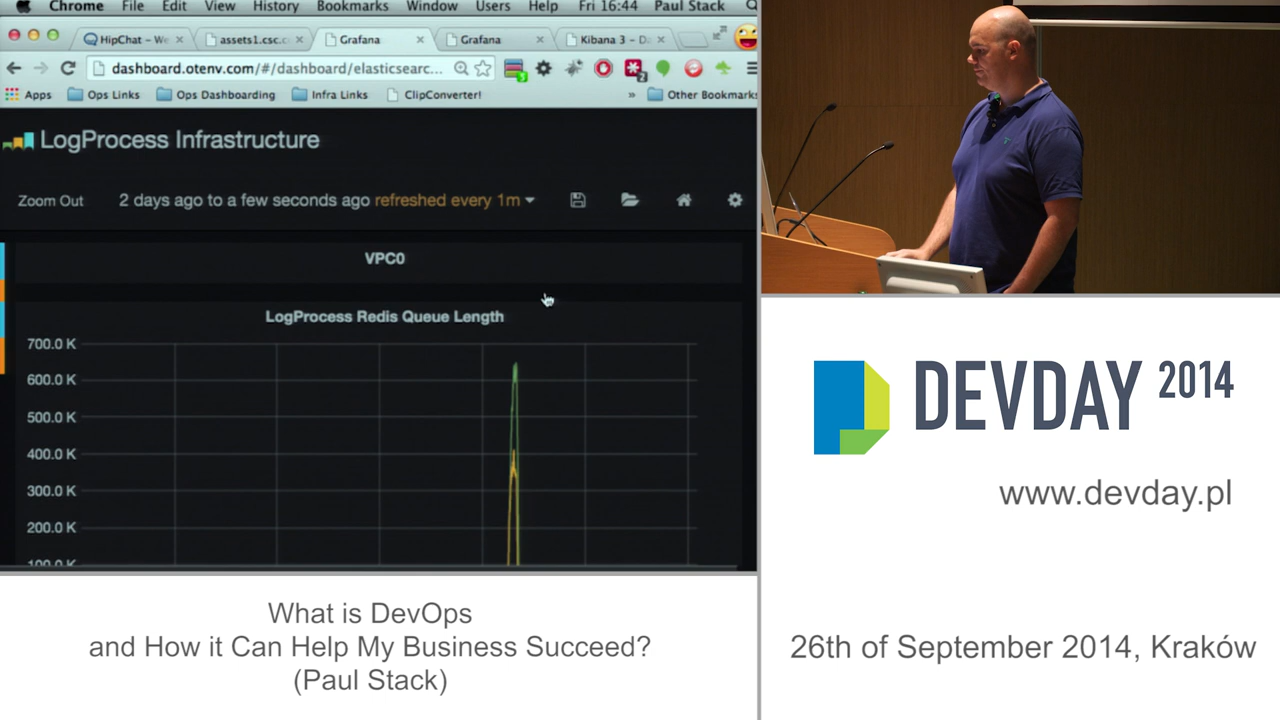 Chrome File Edit View History Bookmarks Window Users Help Fri 16:44 Paul Stack
HipChat – We
assets1.csc.c
Grafana
Grafana
Kibana 3 – Da
dashboard.otenv.com/#/dashboard/elasticsearc...
Apps Ops Links Ops Dashboarding Infra Links ClipConverter! » Other Bookmarks
LogProcess Infrastructure
Zoom Out 2 days ago to a few seconds ago refreshed every 1m
VPC0
LogProcess Redis Queue Length
700.0 K
600.0 K
500.0 K
400.0 K
300.0 K
200.0 K
100.0 K
DEVDAY 2014
www.devday.pl
What is DevOps
and How it Can Help My Business Succeed?
(Paul Stack)
26th of September 2014, Kraków